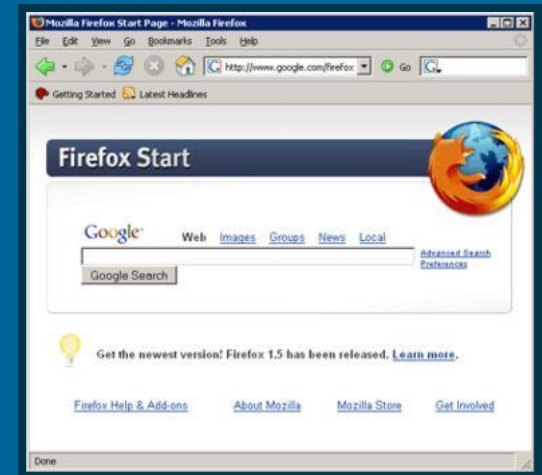 Mozilla Firefox Start Page - Mozilla Firefox
File Edit View Go Bookmarks Tools Help
http://www.google.com/firefox Go
Getting Started Latest Headlines
Firefox Start
Google
Web Images Groups News Local
Advanced Search
Preferences
Google Search
Get the newest version! Firefox 1.5 has been released. Learn more.
Firefox Help & Add-ons About Mozilla Mozilla Store Get Involved
Done